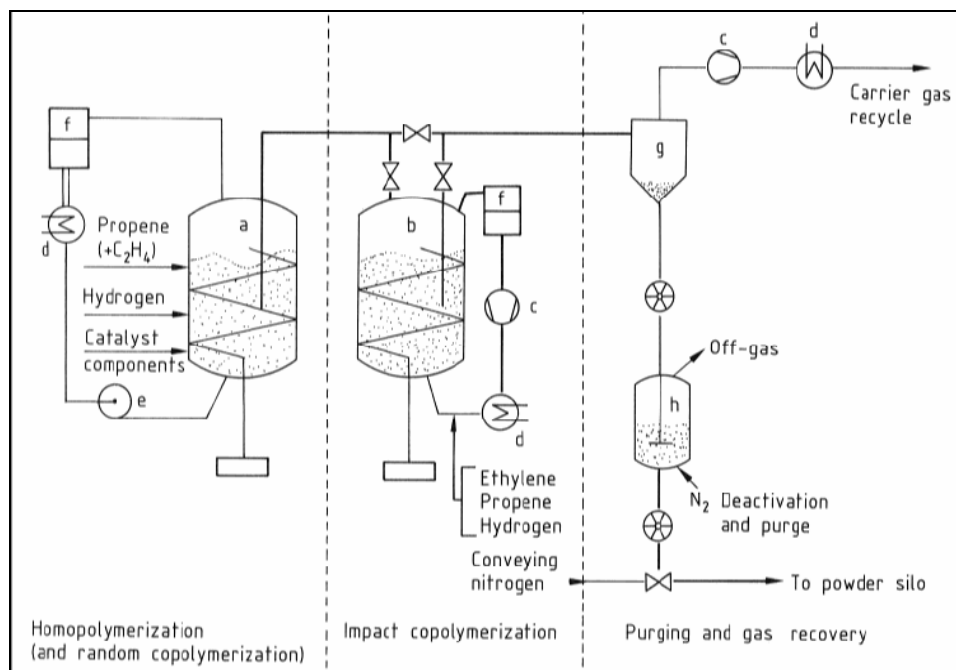 c
d
Carrier gas
recycle
f
g
a
b
f
d
Propene
(+C₂H₄)
Hydrogen
Catalyst
components
c
e
d
Off-gas
h
Ethylene
Propene
Hydrogen
N₂ Deactivation
and purge
Conveying
nitrogen
To powder silo
Homopolymerization
(and random copolymerization)
Impact copolymerization
Purging and gas recovery